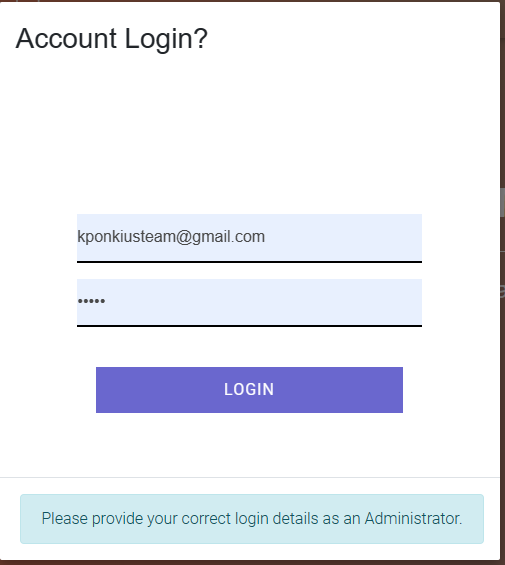 Account Login?
kponkiusteam@gmail.com
•••••
LOGIN
Please provide your correct login details as an Administrator.